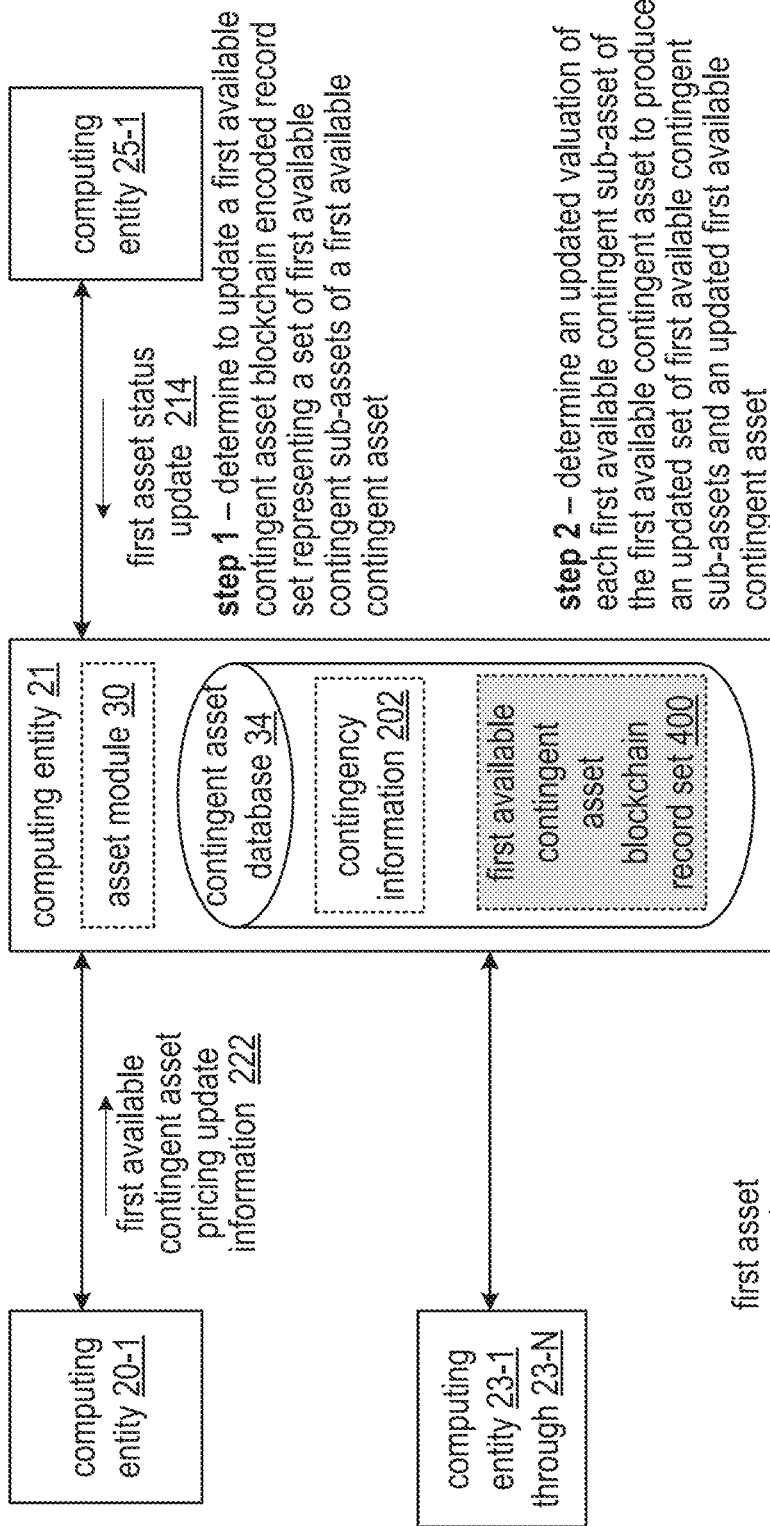 computing
entity 20-1
first available
contingent asset
pricing update
information 222
computing entity 21
asset module 30
contingent asset
database 34
contingency
information 202
first available
contingent
asset
blockchain
record set 400
first asset status
update 214
computing
entity 25-1
step 1 – determine to update a first available
contingent asset blockchain encoded record
set representing a set of first available
contingent sub-assets of a first available
contingent asset
computing
entity 23-1
through 23-N
step 2 – determine an updated valuation of
each first available contingent sub-asset of
the first available contingent asset to produce
an updated set of first available contingent
sub-assets and an updated first available
contingent asset
first asset